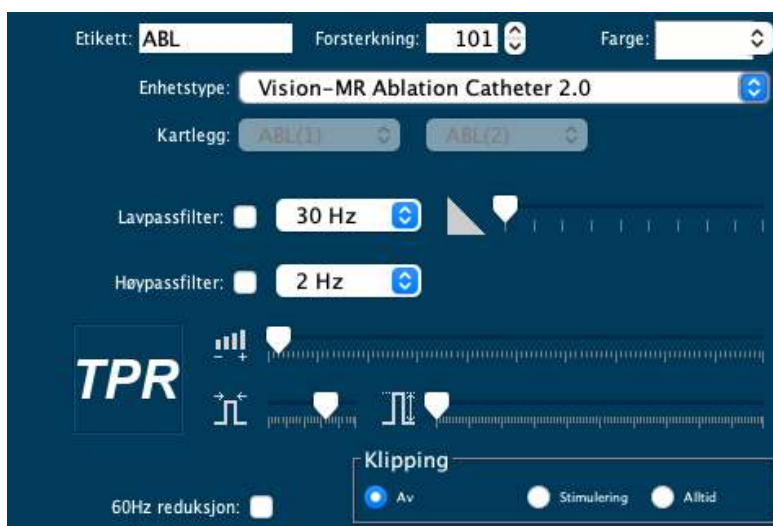 Etikett: ABL Forsterkning: 101 Farge:
Enhetstype: Vision-MR Ablation Catheter 2.0
Kartlegg: ABL(1) ABL(2)
Lavpassfilter: 30 Hz
Høypassfilter: 2 Hz
TPR
- +
Klipping
60Hz reduksjon: Av Stimulering Alltid